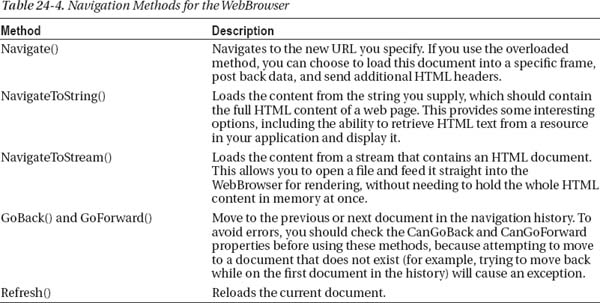 Table 24-4. Navigation Methods for the WebBrowser
Method Description
Navigate() Navigates to the new URL you specify. If you use the overloaded
method, you can choose to load this document into a specific frame,
post back data, and send additional HTML headers.
NavigateToString() Loads the content from the string you supply, which should contain
the full HTML content of a web page. This provides some interesting
options, including the ability to retrieve HTML text from a resource
in your application and display it.
NavigateToStream() Loads the content from a stream that contains an HTML document.
This allows you to open a file and feed it straight into the
WebBrowser for rendering, without needing to hold the whole HTML
content in memory at once.
GoBack() and GoForward() Move to the previous or next document in the navigation history. To
avoid errors, you should check the CanGoBack and CanGoForward
properties before using these methods, because attempting to move
to a document that does not exist (for example, trying to move back
while on the first document in the history) will cause an exception.
Refresh() Reloads the current document.